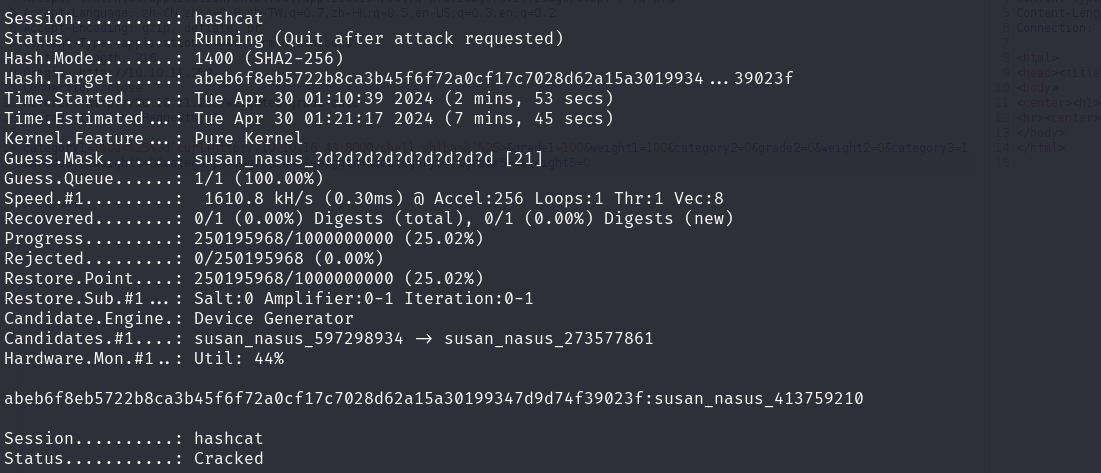 Session..........: hashcat
Status...........: Running (Quit after attack requested)
Hash.Mode........: 1400 (SHA2-256)
Hash.Target......: abeb6f8eb5722b8ca3b45f6f72a0cf17c7028d62a15a3019934...39023f
Time.Started.....: Tue Apr 30 01:10:39 2024 (2 mins, 53 secs)
Time.Estimated...: Tue Apr 30 01:21:17 2024 (7 mins, 45 secs)
Kernel.Feature...: Pure Kernel
Guess.Mask.......: susan_nasus_?d?d?d?d?d?d?d?d?d [21]
Guess.Queue......: 1/1 (100.00%)
Speed.#1.........:  1610.8 kH/s (0.30ms) @ Accel:256 Loops:1 Thr:1 Vec:8
Recovered........: 0/1 (0.00%) Digests (total), 0/1 (0.00%) Digests (new)
Progress.........: 250195968/1000000000 (25.02%)
Rejected.........: 0/250195968 (0.00%)
Restore.Point....: 250195968/1000000000 (25.02%)
Restore.Sub.#1...: Salt:0 Amplifier:0-1 Iteration:0-1
Candidate.Engine.: Device Generator
Candidates.#1....: susan_nasus_597298934 -> susan_nasus_273577861
Hardware.Mon.#1..: Util: 44%
abeb6f8eb5722b8ca3b45f6f72a0cf17c7028d62a15a30199347d9d74f39023f:susan_nasus_413759210
Session..........: hashcat
Status...........: Cracked